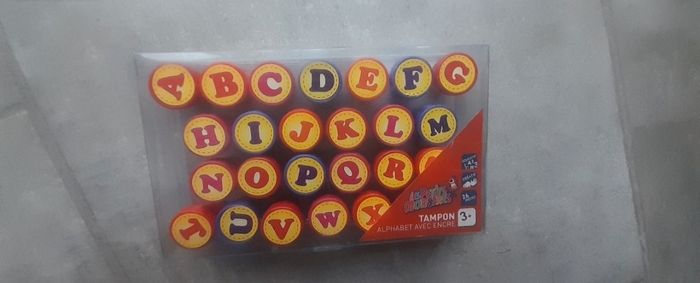 A B C D E F G
H I J K L M
N O P Q R
T U V W X
TAMPON
ALPHABET AVEC ENCRE
3+